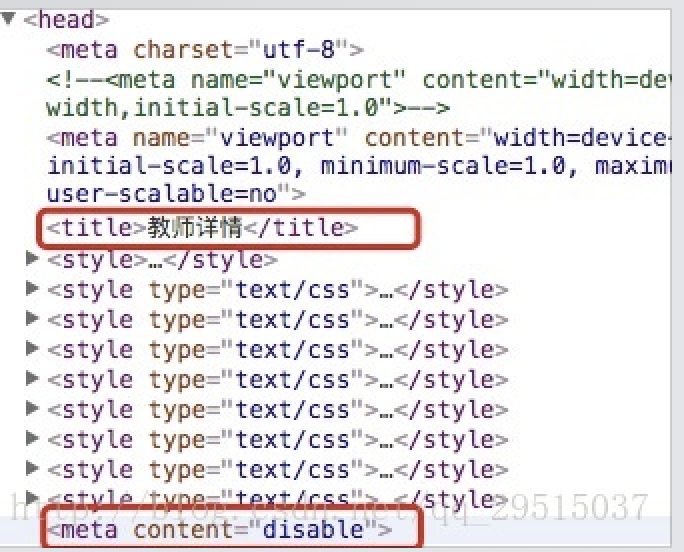 ▼<head>
<meta charset="utf-8">
<!--<meta name="viewport" content="width=dev
width,initial-scale=1.0">-->
<meta name="viewport" content="width=device-
initial-scale=1.0, minimum-scale=1.0, maximu
user-scalable=no">
<title>教师详情</title>
▶<style>…</style>
▶<style type="text/css">…</style>
▶<style type="text/css">…</style>
▶<style type="text/css">…</style>
▶<style type="text/css">…</style>
▶<style type="text/css">…</style>
▶<style type="text/css">…</style>
▶<style type="text/css">…</style>
▶<style type="text/css">…</style>
http://blog.csdn.net/qq_29515037
<meta content="disable">